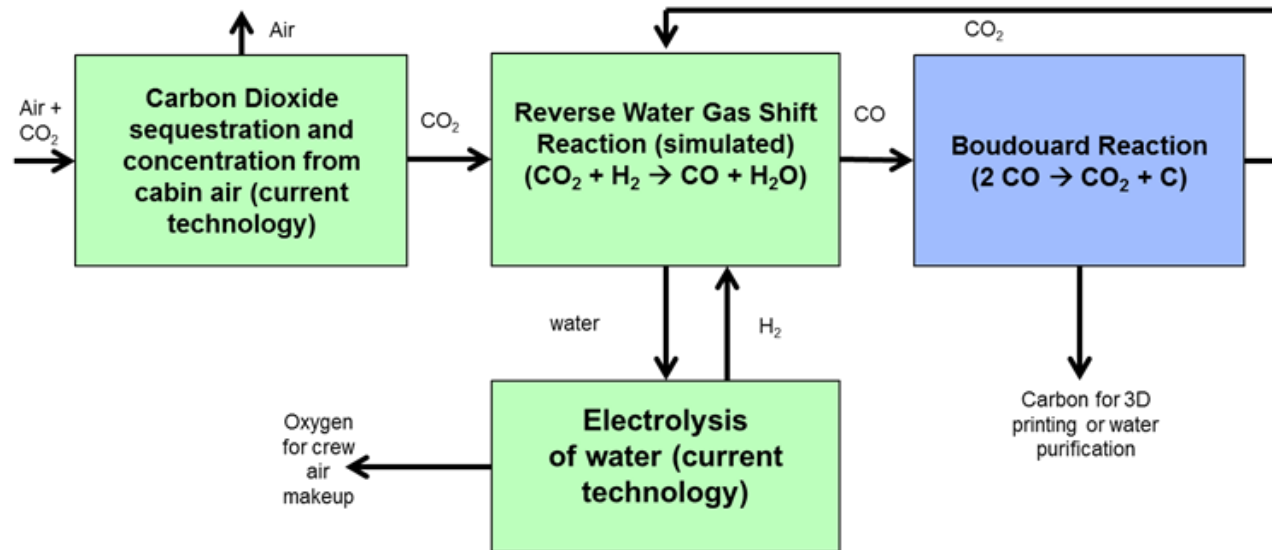 Air
CO₂
Air +
CO₂
Carbon Dioxide
sequestration and
concentration from
cabin air (current
technology)
CO₂
Reverse Water Gas Shift
Reaction (simulated)
(CO₂ + H₂ → CO + H₂O)
CO
Boudouard Reaction
(2 CO → CO₂ + C)
water
H₂
Electrolysis
of water (current
technology)
Oxygen
for crew
air
makeup
Carbon for 3D
printing or water
purification